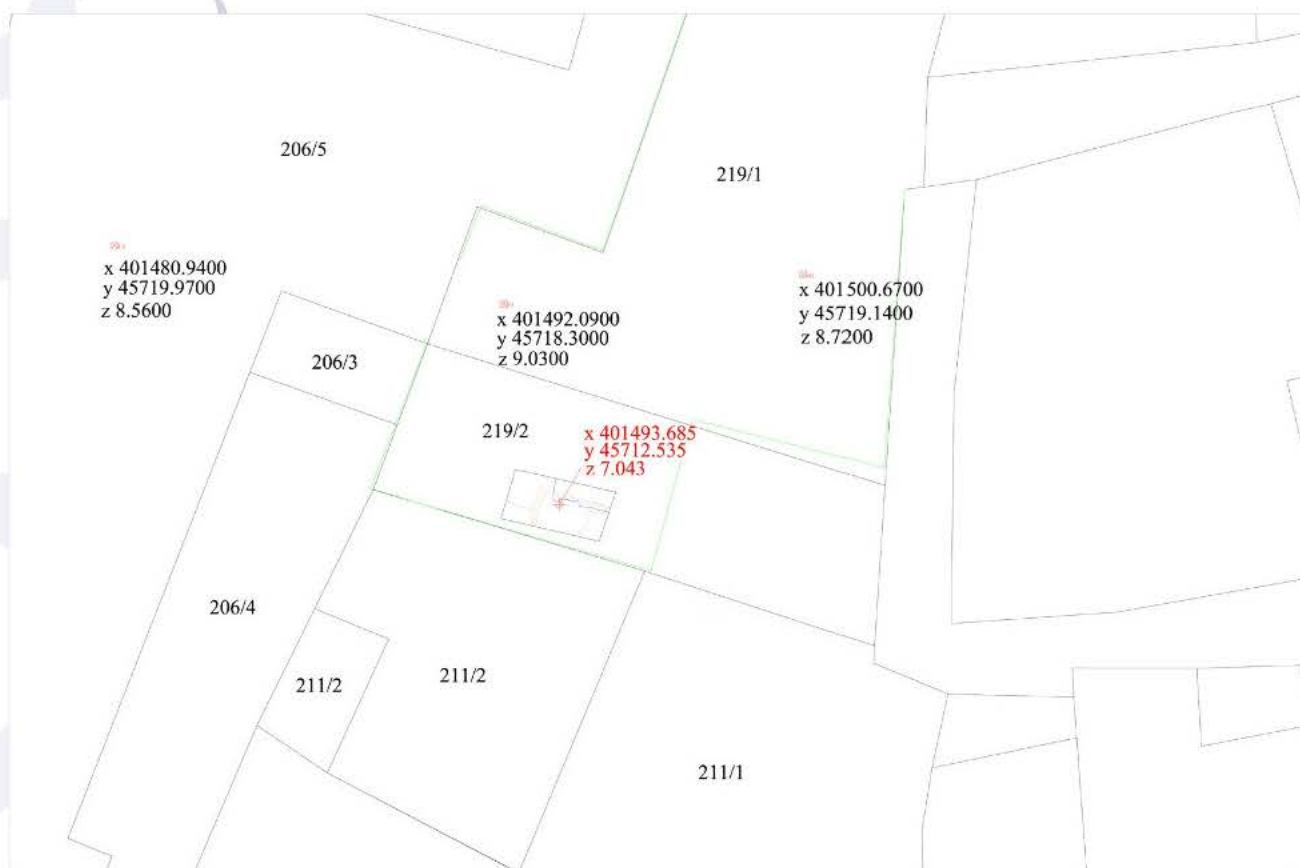 206/5
219/1
x 401480.9400
y 45719.9700
z 8.5600
x 401500.6700
y 45719.1400
z 8.7200
x 401492.0900
y 45718.3000
z 9.0300
206/3
219/2
x 401493.685
y 45712.535
z 7.043
206/4
211/2
211/2
211/1